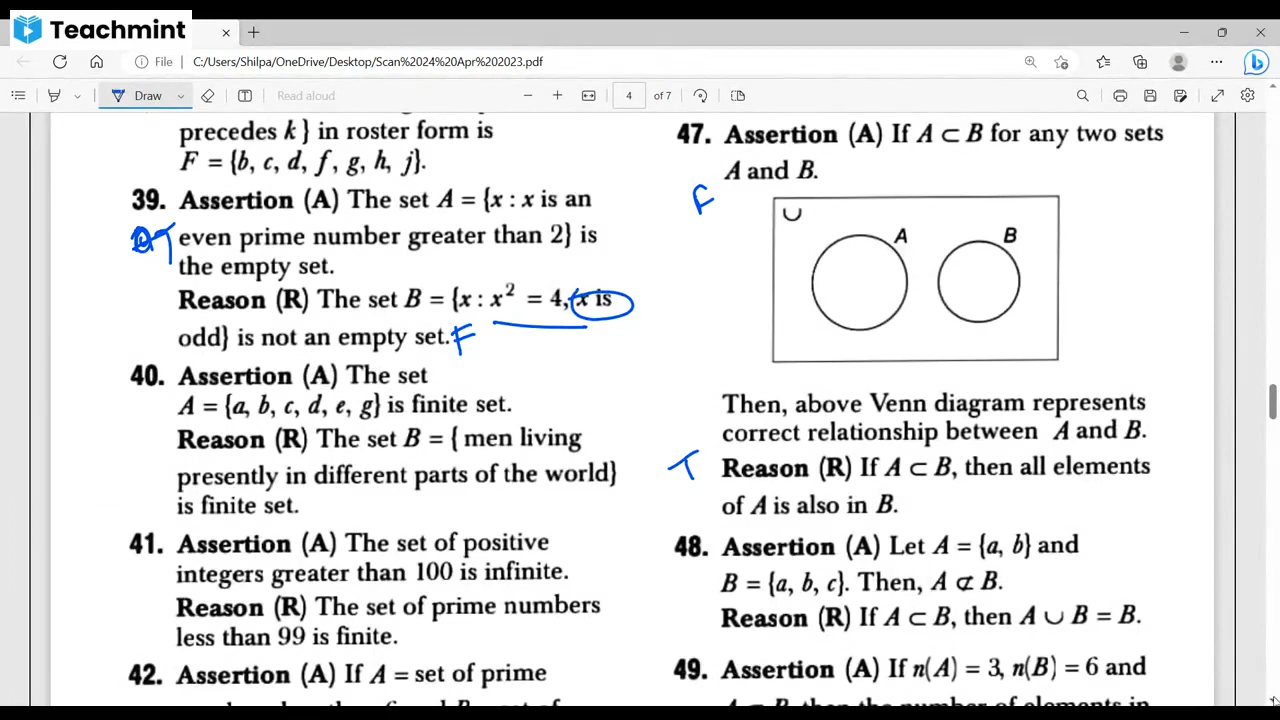 Teachmint
File C:/Users/Shilpa/OneDrive/Desktop/Scan%2024%20Apr%202023.pdf
Draw Read aloud 4 of 7
precedes k } in roster form is
F = {b, c, d, f, g, h, j}.
39. Assertion (A) The set A = {x : x is an
T even prime number greater than 2} is
the empty set.
Reason (R) The set B = {x : x² = 4, x is
odd} is not an empty set. F
40. Assertion (A) The set
A = {a, b, c, d, e, g} is finite set.
Reason (R) The set B = { men living
presently in different parts of the world}
is finite set.
41. Assertion (A) The set of positive
integers greater than 100 is infinite.
Reason (R) The set of prime numbers
less than 99 is finite.
42. Assertion (A) If A = set of prime
47. Assertion (A) If A ⊂ B for any two sets
A and B.
F
U
A B
Then, above Venn diagram represents
correct relationship between A and B.
T Reason (R) If A ⊂ B, then all elements
of A is also in B.
48. Assertion (A) Let A = {a, b} and
B = {a, b, c}. Then, A ⊄ B.
Reason (R) If A ⊂ B, then A ∪ B = B.
49. Assertion (A) If n(A) = 3, n(B) = 6 and